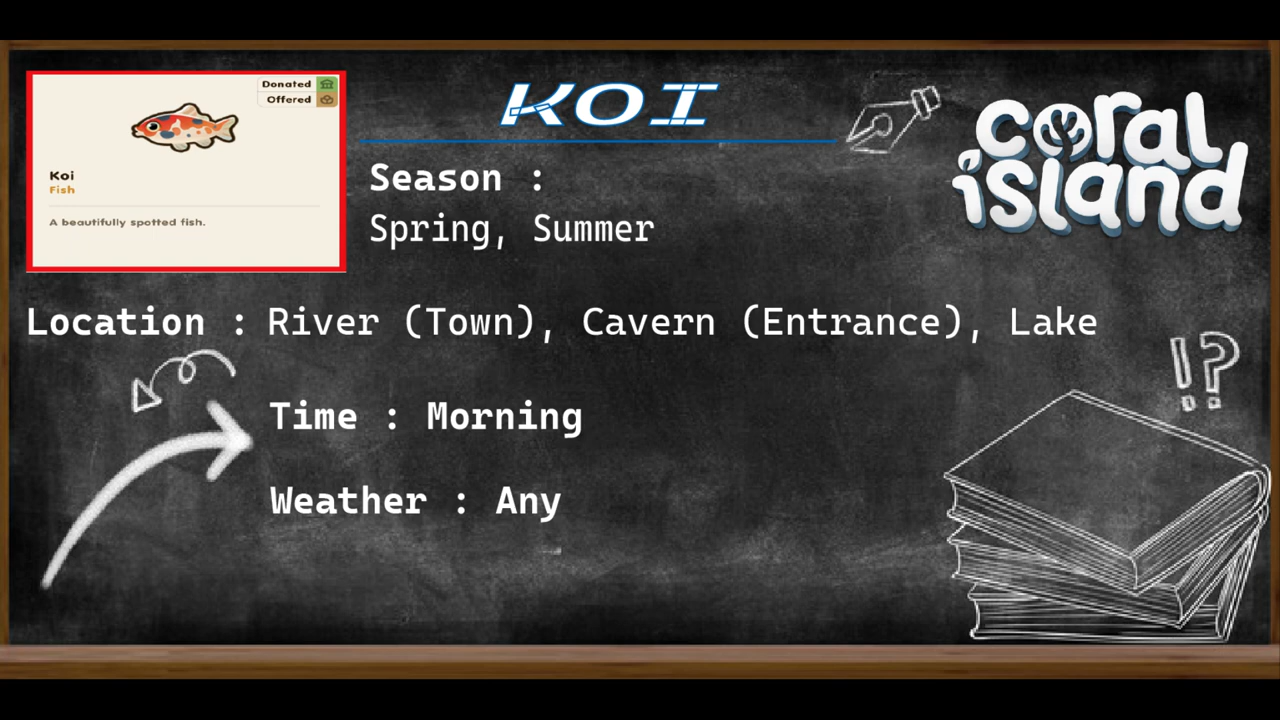 Donated
Offered
Koi
Fish
A beautifully spotted fish.
KOI
coral
island
Season :
Spring, Summer
Location : River (Town), Cavern (Entrance), Lake
!?
Time : Morning
Weather : Any